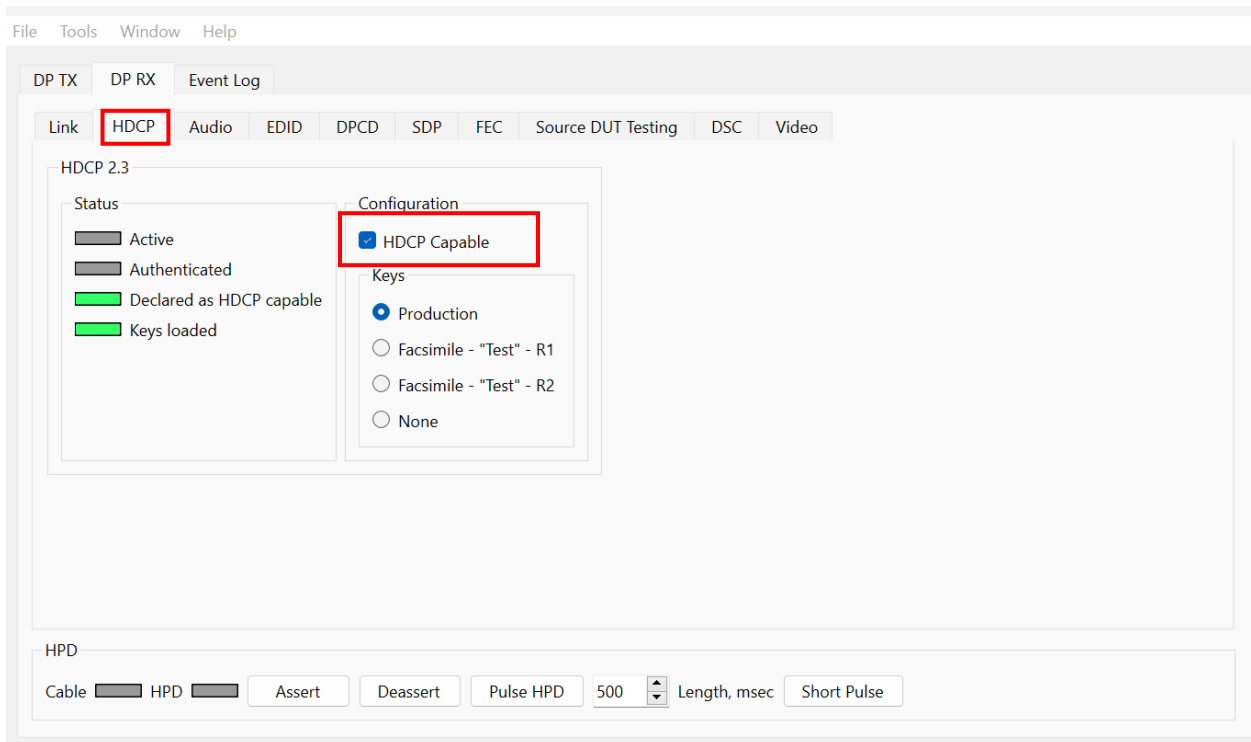 File Tools Window Help
DP TX DP RX Event Log
Link HDCP Audio EDID DPCD SDP FEC Source DUT Testing DSC Video
HDCP 2.3
Status
Active
Authenticated
Declared as HDCP capable
Keys loaded
Configuration
HDCP Capable
Keys
Production
Facsimile - "Test" - R1
Facsimile - "Test" - R2
None
HPD
Cable HPD Assert Deassert Pulse HPD 500 Length, msec Short Pulse